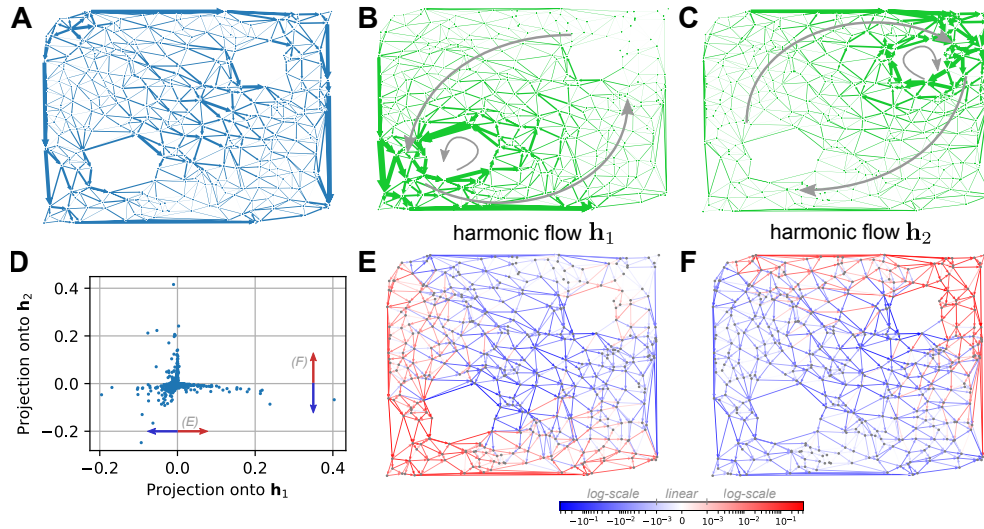 A
B
C
harmonic flow h₁
harmonic flow h₂
D
E
F
Projection onto h₂
0.4
0.2
0.0
−0.2
(F)
(E)
−0.2
0.0
0.2
0.4
Projection onto h₁
log-scale
linear
log-scale
−10⁻¹
−10⁻²
−10⁻³
0
10⁻³
10⁻²
10⁻¹